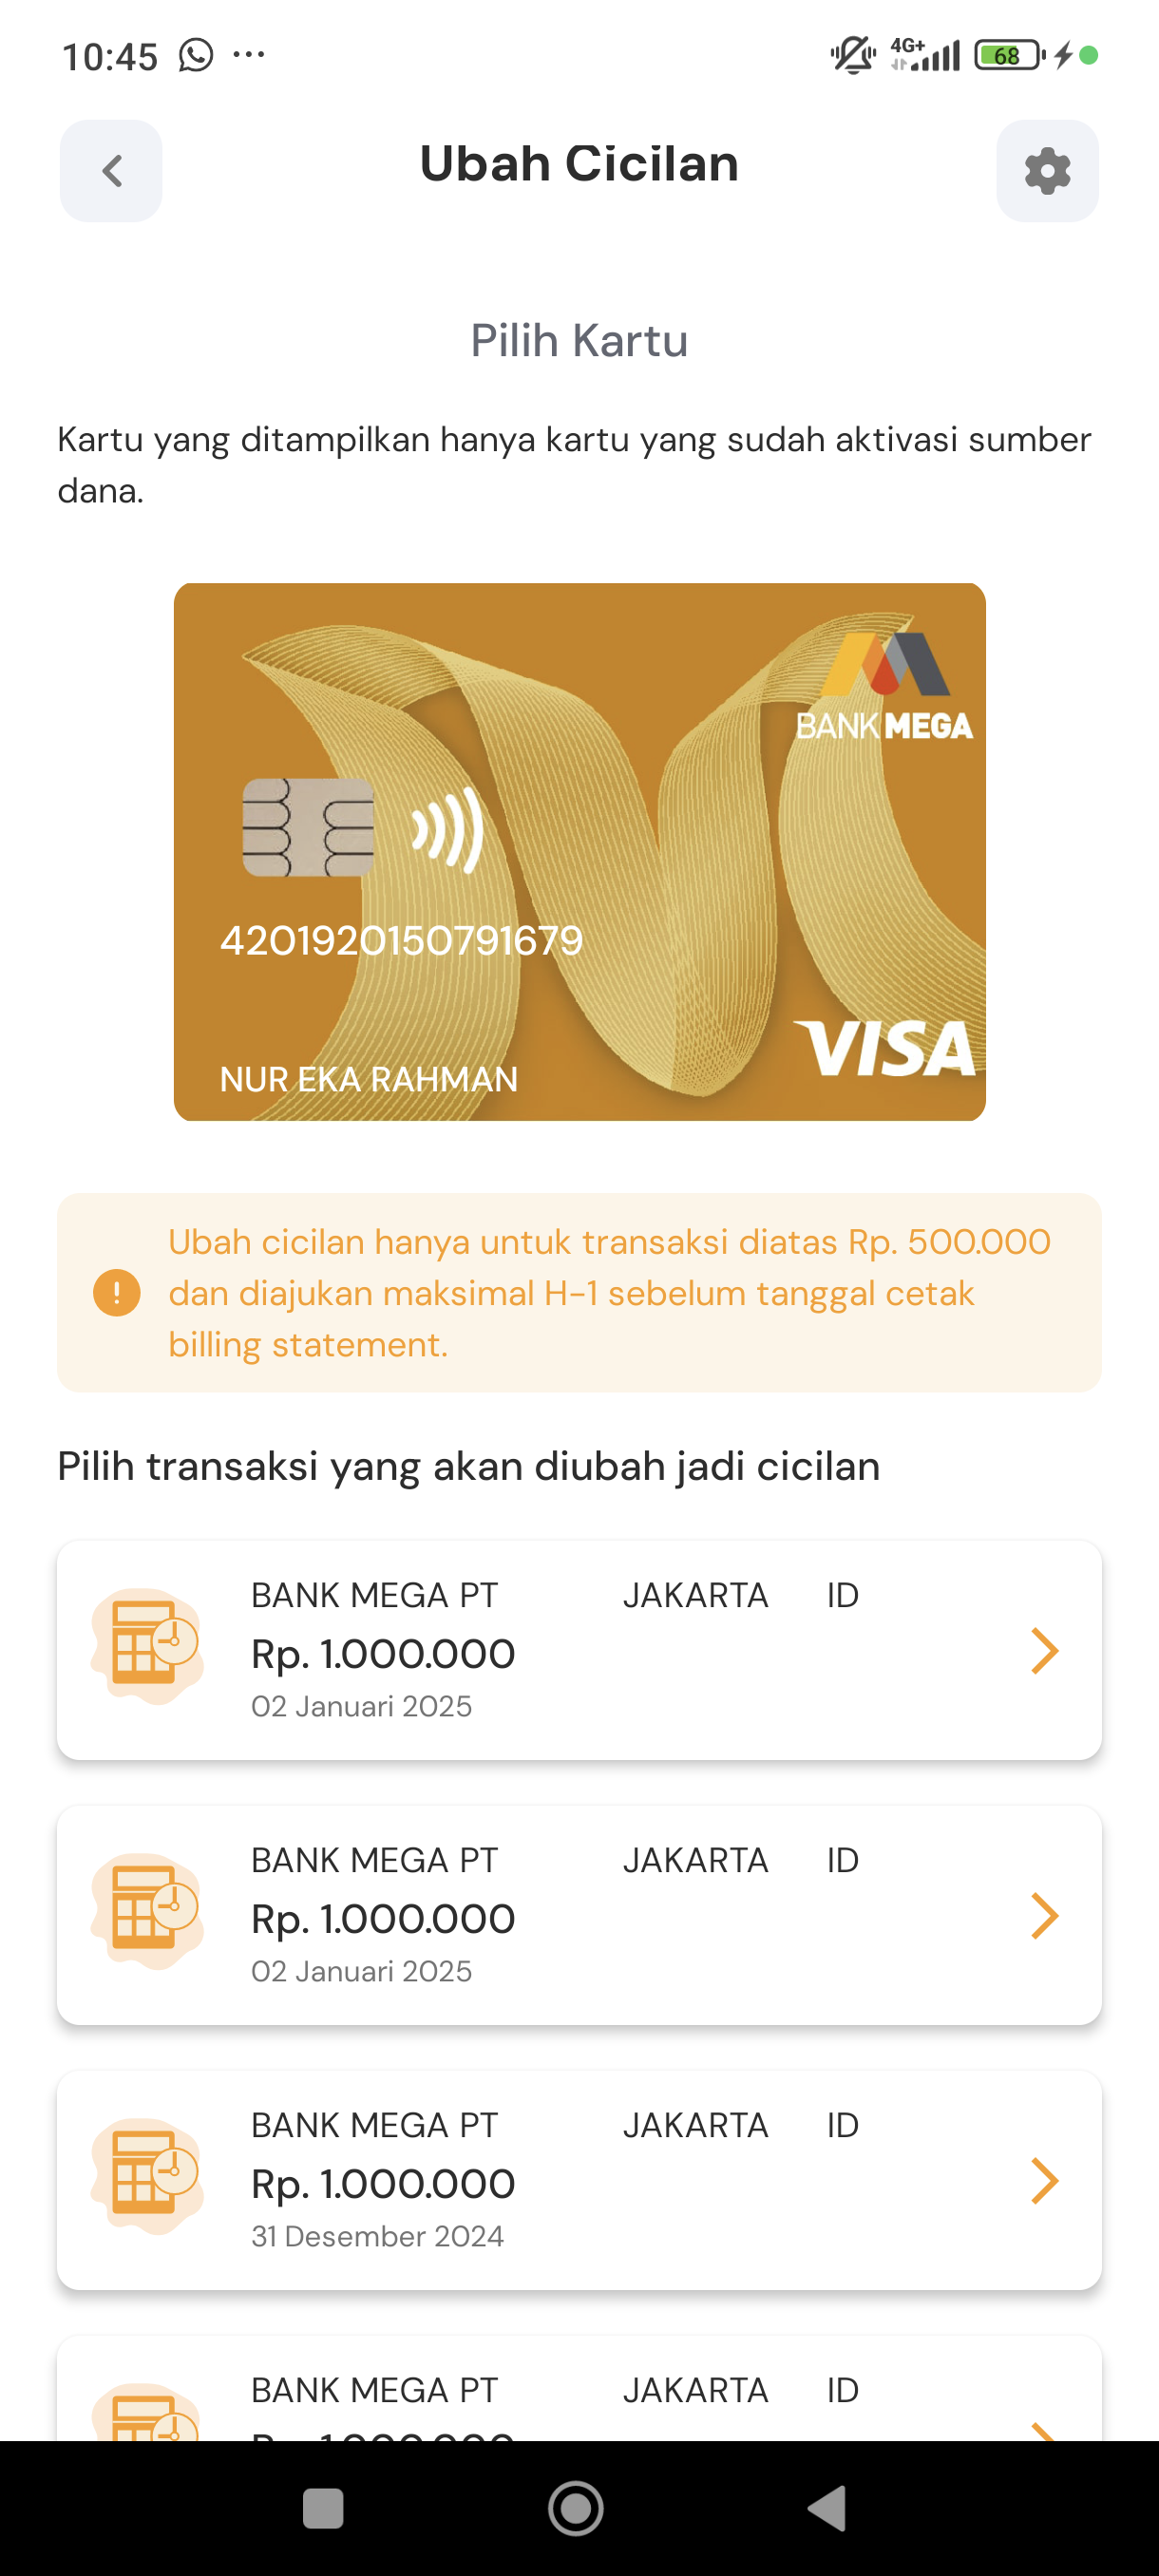 10:45
4G+
68
Ubah Cicilan
Pilih Kartu
Kartu yang ditampilkan hanya kartu yang sudah aktivasi sumber
dana.
BANK MEGA
4201920150791679
VISA
NUR EKA RAHMAN
Ubah cicilan hanya untuk transaksi diatas Rp. 500.000
dan diajukan maksimal H-1 sebelum tanggal cetak
billing statement.
Pilih transaksi yang akan diubah jadi cicilan
BANK MEGA PT JAKARTA ID
Rp. 1.000.000
02 Januari 2025
BANK MEGA PT JAKARTA ID
Rp. 1.000.000
02 Januari 2025
BANK MEGA PT JAKARTA ID
Rp. 1.000.000
31 Desember 2024
BANK MEGA PT JAKARTA ID